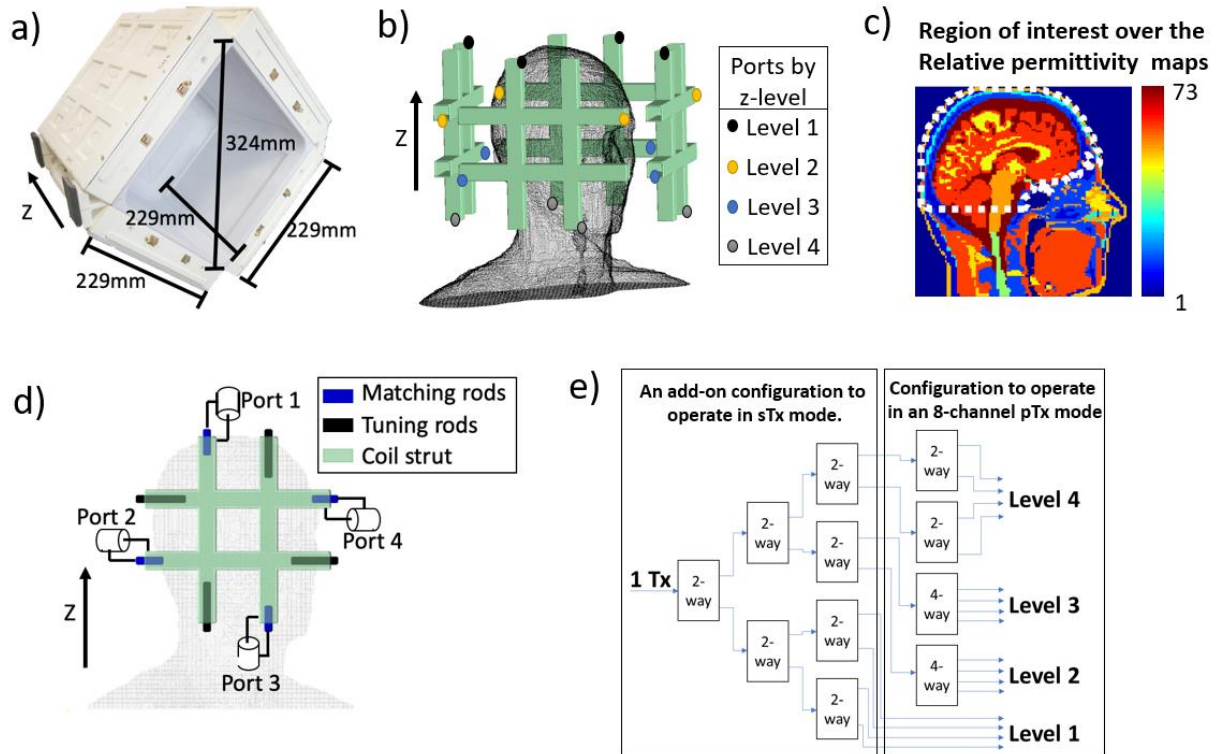 a)
324mm
229mm
229mm
229mm
Z
b)
Z
Ports by
z-level
Level 1
Level 2
Level 3
Level 4
c)
Region of interest over the
Relative permittivity maps
73
1
d)
Port 1
Port 2
Port 4
Port 3
Z
Matching rods
Tuning rods
Coil strut
e)
An add-on configuration to
operate in sTx mode.
Configuration to operate
in an 8-channel pTx mode
1 Tx
2-
way
2-
way
2-
way
2-
way
2-
way
2-
way
2-
way
2-
way
2-
way
4-
way
4-
way
Level 4
Level 3
Level 2
Level 1